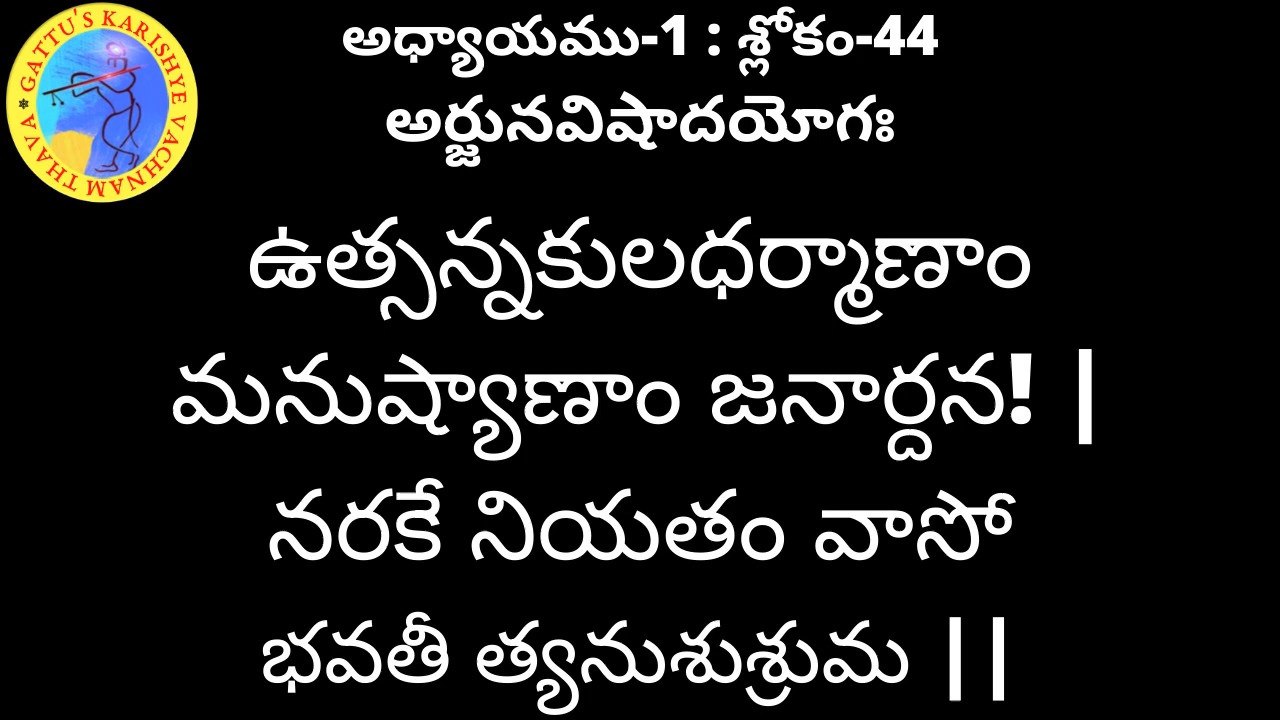 GATTU'S KARISHYE VACHNAM THAVA
అధ్యాయము-1 : శ్లోకం-44
అర్జునవిషాదయోగః
ఉత్సన్నకులధర్మాణాం
మనుష్యాణాం జనార్దన! |
నరకే నియతం వాసో
భవతీ త్యనుశుశ్రుమ ||